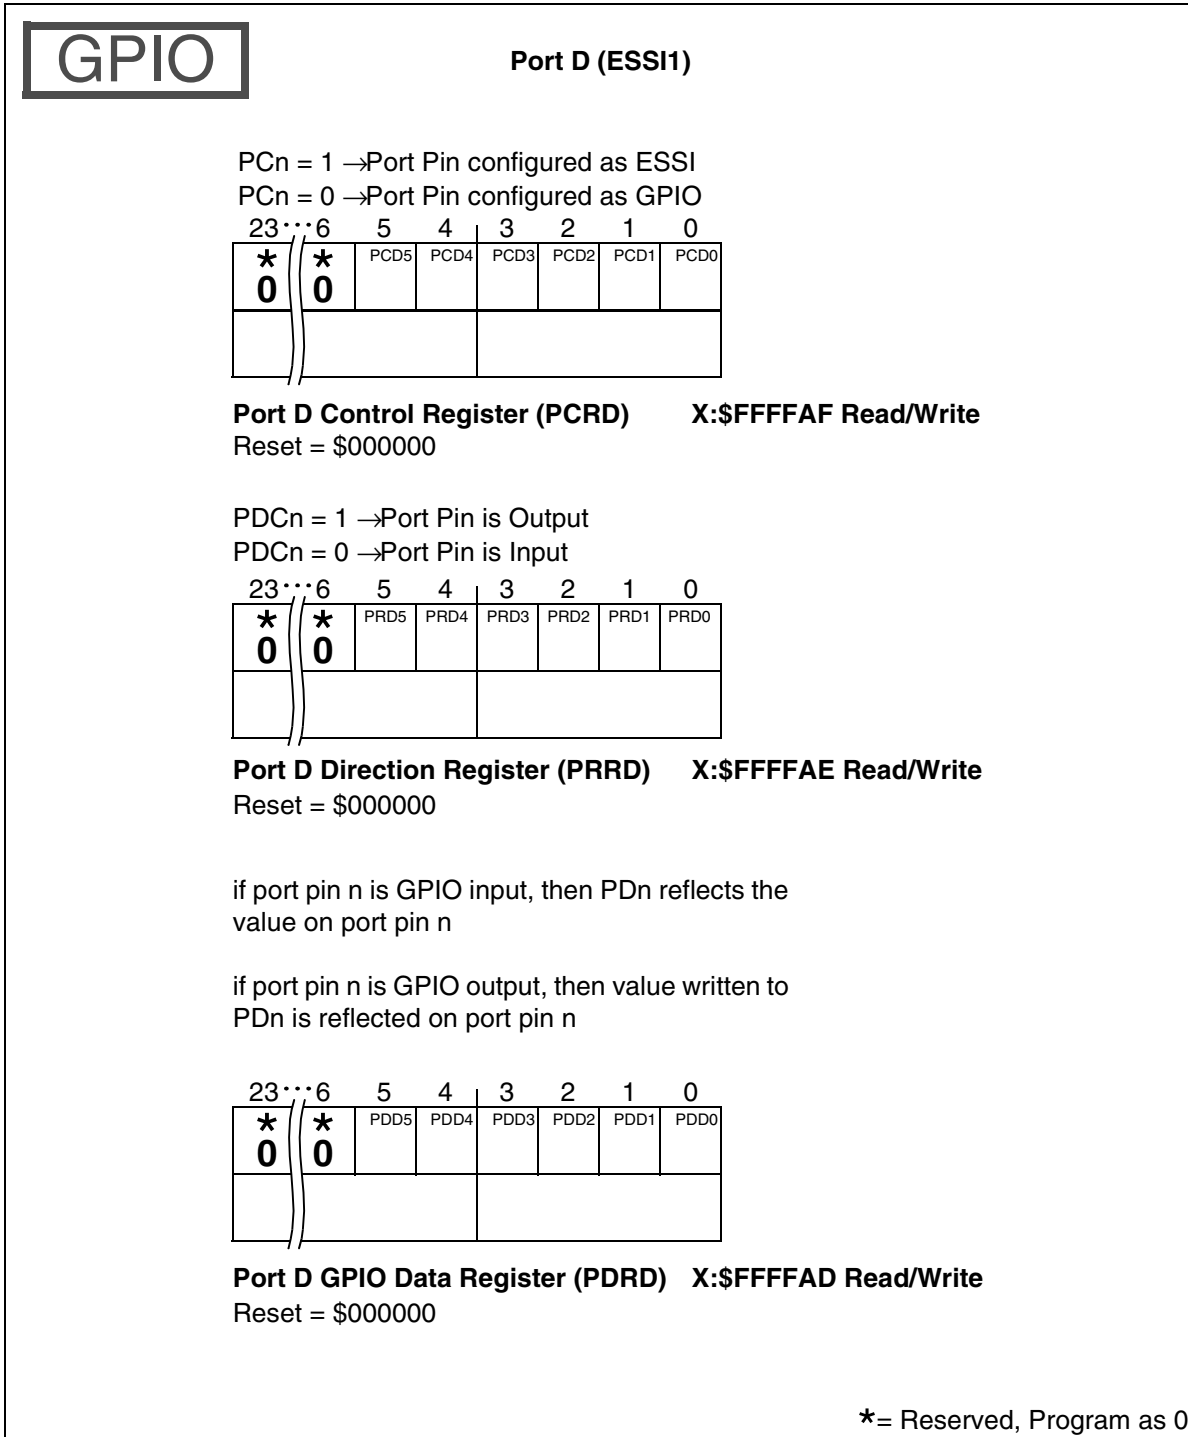 GPIO
Port D (ESSI1)
PCn = 1 →Port Pin configured as ESSI
PCn = 0 →Port Pin configured as GPIO
23 ··· 6 5 4 3 2 1 0
* * PCD5 PCD4 PCD3 PCD2 PCD1 PCD0
0 0
Port D Control Register (PCRD) X:$FFFFAF Read/Write
Reset = $000000
PDCn = 1 →Port Pin is Output
PDCn = 0 →Port Pin is Input
23 ··· 6 5 4 3 2 1 0
* * PRD5 PRD4 PRD3 PRD2 PRD1 PRD0
0 0
Port D Direction Register (PRRD) X:$FFFFAE Read/Write
Reset = $000000
if port pin n is GPIO input, then PDn reflects the
value on port pin n
if port pin n is GPIO output, then value written to
PDn is reflected on port pin n
23 ··· 6 5 4 3 2 1 0
* * PDD5 PDD4 PDD3 PDD2 PDD1 PDD0
0 0
Port D GPIO Data Register (PDRD) X:$FFFFAD Read/Write
Reset = $000000
*= Reserved, Program as 0